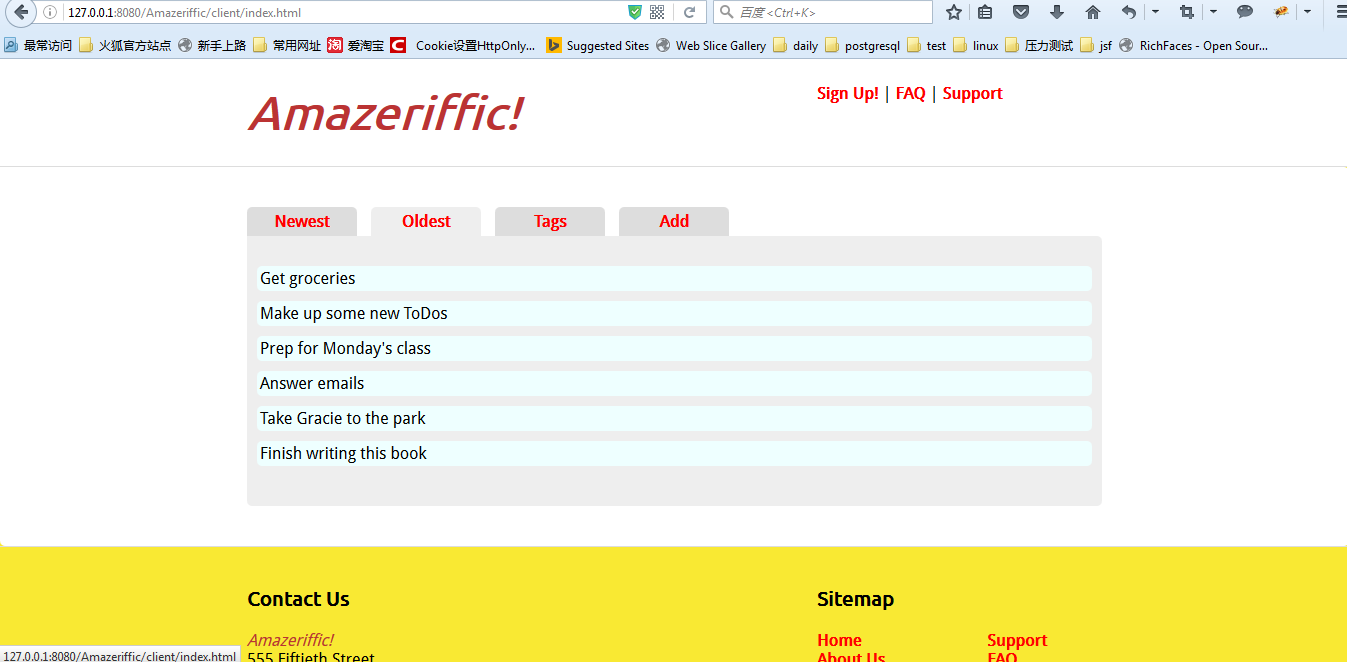 127.0.0.1:8080/Amazeriffic/client/index.html
百度 <Ctrl+K>
最常访问 火狐官方站点 新手上路 常用网址 爱淘宝 Cookie设置HttpOnly... Suggested Sites Web Slice Gallery daily postgresql test linux 压力测试 jsf RichFaces - Open Sour...
Amazeriffic!
Sign Up! | FAQ | Support
Newest Oldest Tags Add
Get groceries
Make up some new ToDos
Prep for Monday's class
Answer emails
Take Gracie to the park
Finish writing this book
Contact Us Sitemap
Amazeriffic! Home Support
555 Fiftieth Street About Us FAQ
127.0.0.1:8080/Amazeriffic/client/index.html